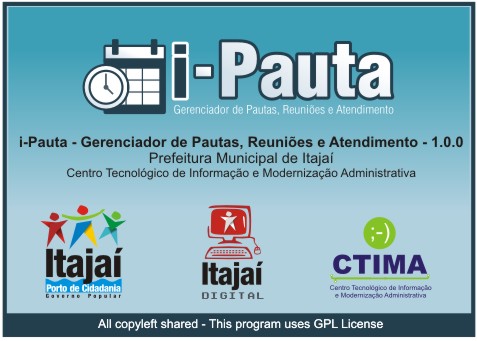 i-Pauta
Gerenciador de Pautas, Reuniões e Atendimento
i-Pauta - Gerenciador de Pautas, Reuniões e Atendimento - 1.0.0
Prefeitura Municipal de Itajaí
Centro Tecnológico de Informação e Modernização Administrativa
Itajaí
Porto de Cidadania
Governo Popular
Itajaí
DIGITAL
;-)
CTIMA
Centro Tecnológico de Informação
e Modernização Administrativa
All copyleft shared - This program uses GPL License